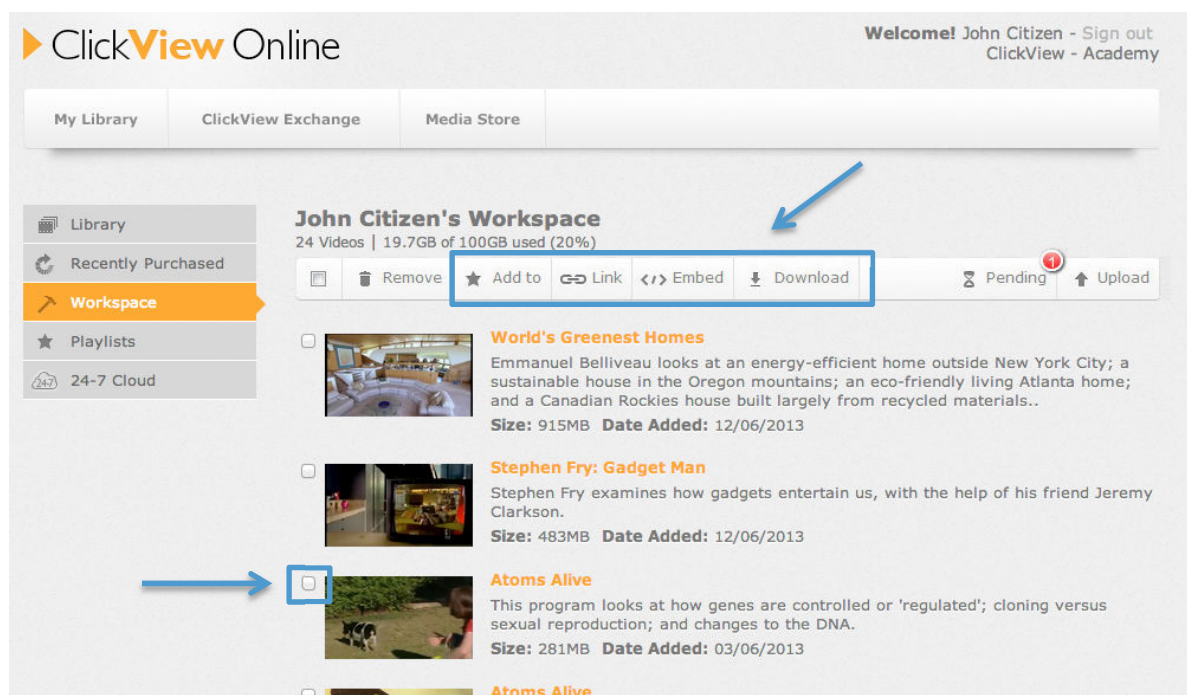 ClickView Online
Welcome! John Citizen - Sign out
ClickView - Academy
My Library
ClickView Exchange
Media Store
Library
Recently Purchased
Workspace
Playlists
24-7
24-7 Cloud
John Citizen's Workspace
24 Videos | 19.7GB of 100GB used (20%)
Remove
Add to
Link
</> Embed
Download
Pending
1
Upload
World's Greenest Homes
Emmanuel Belliveau looks at an energy-efficient home outside New York City; a
sustainable house in the Oregon mountains; an eco-friendly living Atlanta home;
and a Canadian Rockies house built largely from recycled materials..
Size: 915MB Date Added: 12/06/2013
Stephen Fry: Gadget Man
Stephen Fry examines how gadgets entertain us, with the help of his friend Jeremy
Clarkson.
Size: 483MB Date Added: 12/06/2013
Atoms Alive
This program looks at how genes are controlled or 'regulated'; cloning versus
sexual reproduction; and changes to the DNA.
Size: 281MB Date Added: 03/06/2013
Atoms Alive